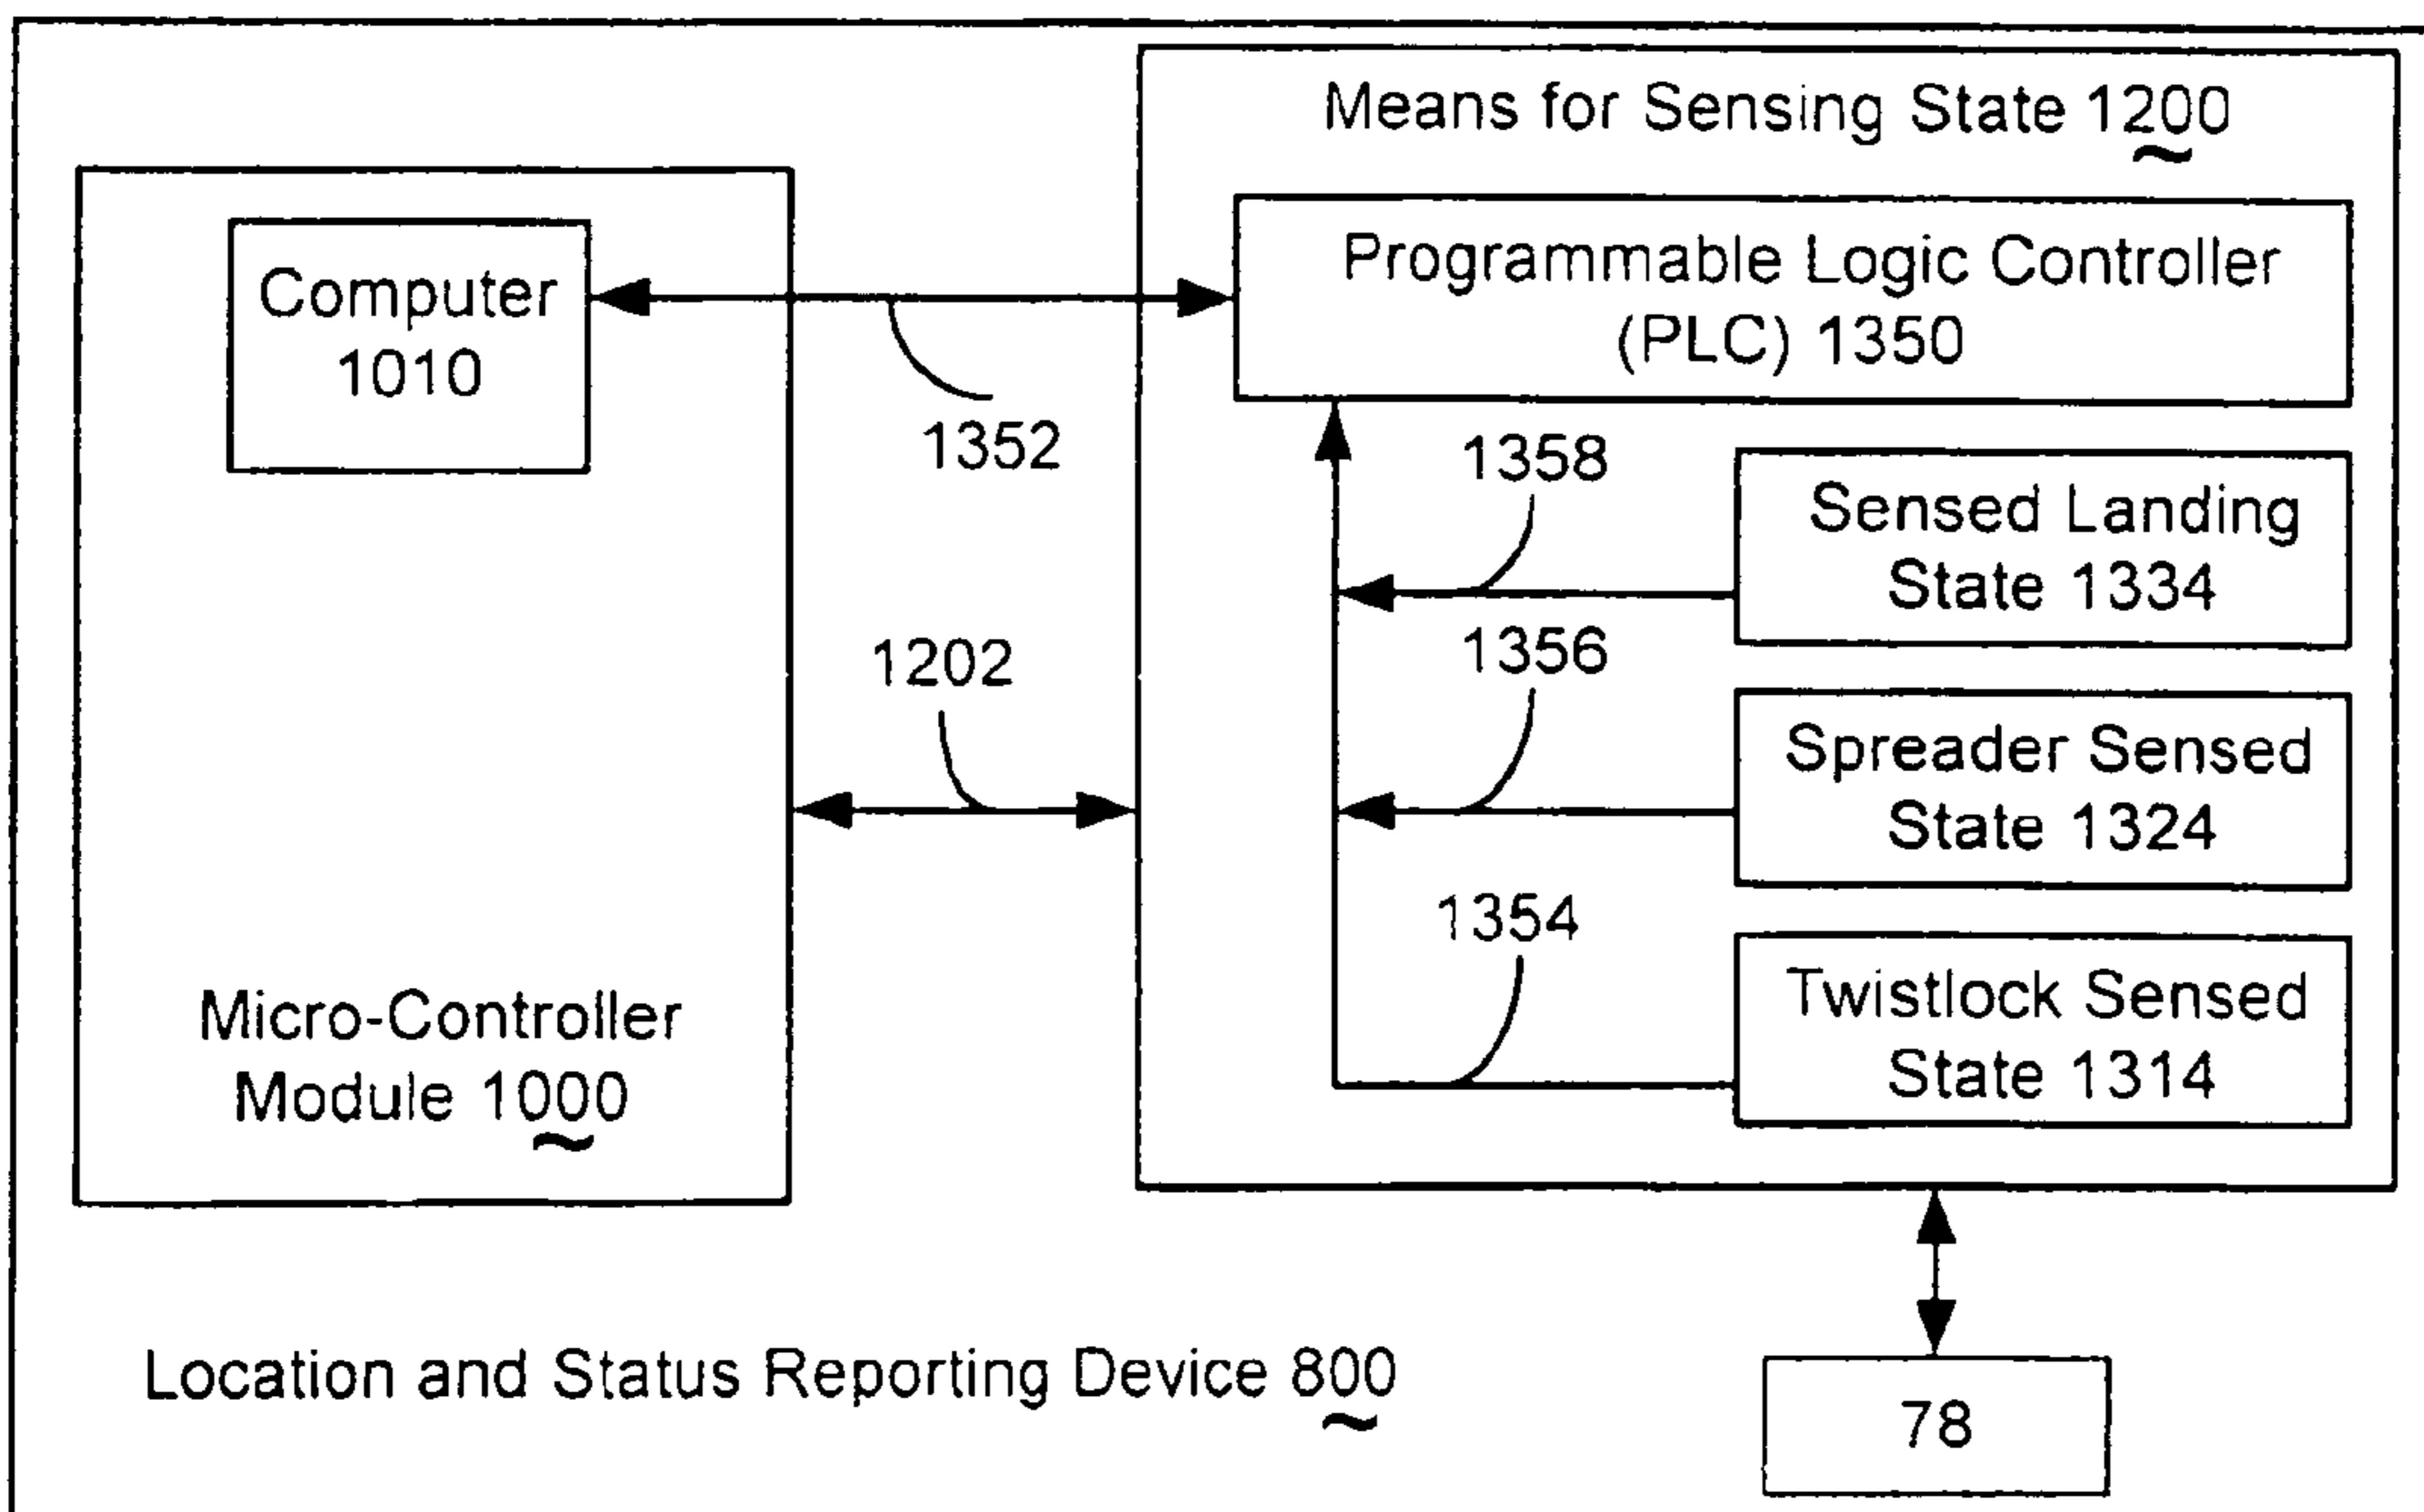 Means for Sensing State 1200
Computer
1010
Programmable Logic Controller
(PLC) 1350
1352
1358
Sensed Landing
State 1334
1202
1356
Spreader Sensed
State 1324
1354
Twistlock Sensed
State 1314
Micro-Controller
Module 1000
Location and Status Reporting Device 800
78